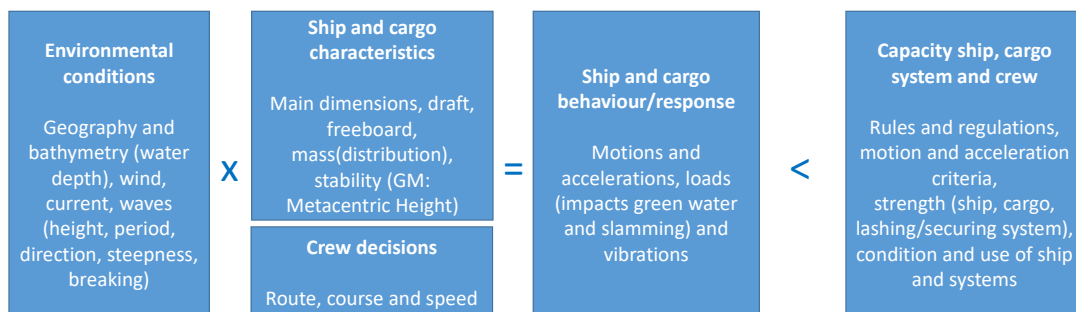 Environmental
conditions
Geography and
bathymetry (water
depth), wind,
current, waves
(height, period,
direction, steepness,
breaking)
x
Ship and cargo
characteristics
Main dimensions, draft,
freeboard,
mass(distribution),
stability (GM:
Metacentric Height)
Crew decisions
Route, course and speed
=
Ship and cargo
behaviour/response
Motions and
accelerations, loads
(impacts green water
and slamming) and
vibrations
<
Capacity ship, cargo
system and crew
Rules and regulations,
motion and acceleration
criteria,
strength (ship, cargo,
lashing/securing system),
condition and use of ship
and systems